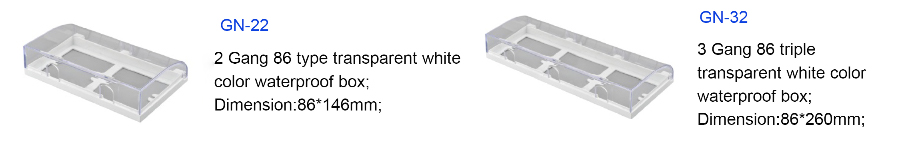 GN-22
2 Gang 86 type transparent white
color waterproof box;
Dimension:86*146mm;
GN-32
3 Gang 86 triple
transparent white color
waterproof box;
Dimension:86*260mm;